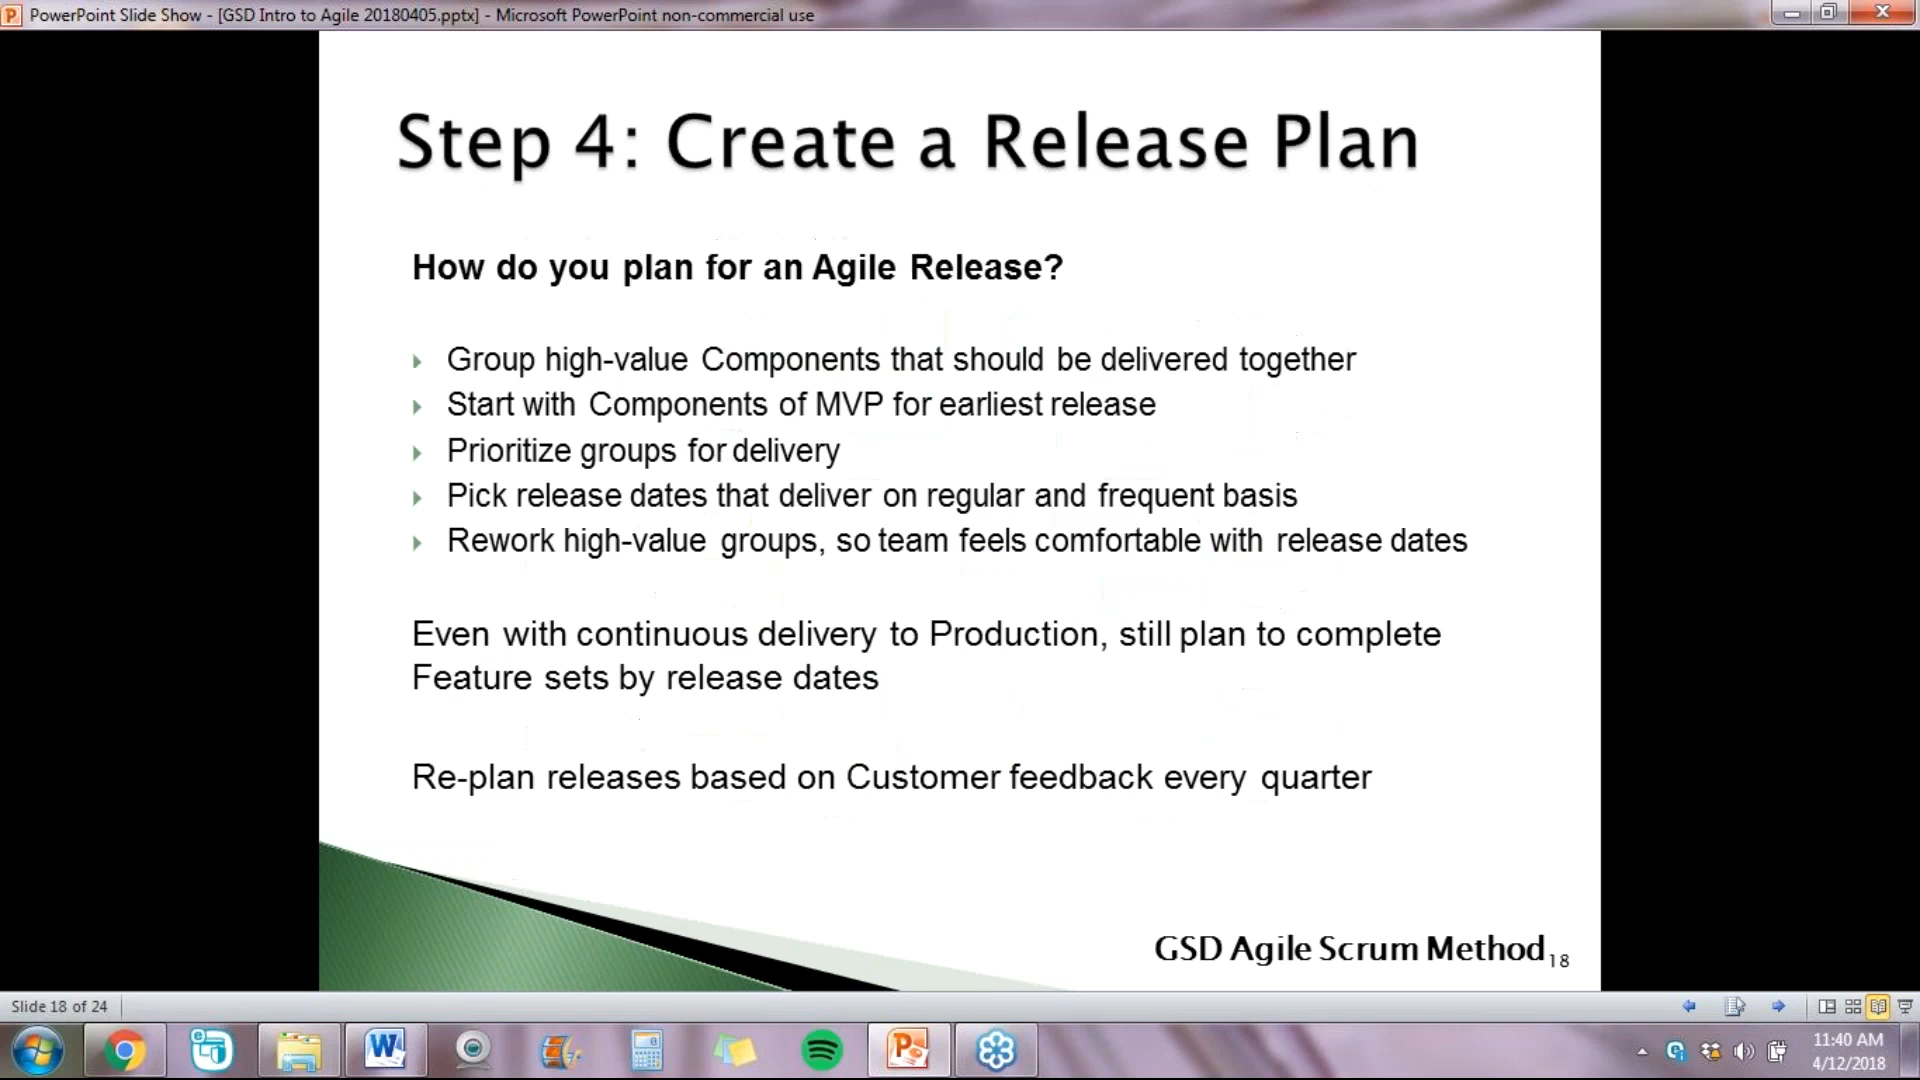 PowerPoint Slide Show - [GSD Intro to Agile 20180405.pptx] - Microsoft PowerPoint non-commercial use
Step 4: Create a Release Plan
How do you plan for an Agile Release?
Group high-value Components that should be delivered together
Start with Components of MVP for earliest release
Prioritize groups for delivery
Pick release dates that deliver on regular and frequent basis
Rework high-value groups, so team feels comfortable with release dates
Even with continuous delivery to Production, still plan to complete
Feature sets by release dates
Re-plan releases based on Customer feedback every quarter
GSD Agile Scrum Method 18
Slide 18 of 24
11:40 AM
4/12/2018